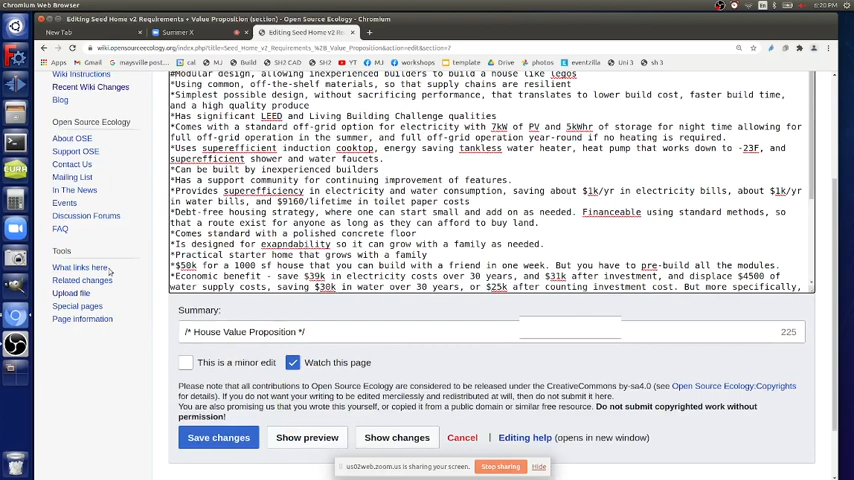 Chromium Web Browser
6:20 PM
Editing Seed Home v2 Requirements + Value Proposition (section) - Open Source Ecology - Chromium
New Tab
Summer X
Editing Seed Home v2 Re
wiki.opensourceecology.org/index.php?title=Seed_Home_v2_Requirements_%2B_Value_Proposition&action=edit&section=7
Apps
Gmail
maysville post...
cal
MJ
Build
SH2 CAD
SH2
YT
FC
MJ
workshops
template
Drive
photos
eventzilla
Uni 3
sh 3
Wiki Instructions
Recent Wiki Changes
Blog
Open Source Ecology
About OSE
Support OSE
Contact Us
Mailing List
In The News
Events
Discussion Forums
FAQ
Tools
What links here
Related changes
Upload file
Special pages
Page information
#Modular design, allowing inexperienced builders to build a house like legos
*Using common, off-the-shelf materials, so that supply chains are resilient
*Simplest possible design, without sacrificing performance, that translates to lower build cost, faster build time,
and a high quality produce
*Has significant LEED and Living Building Challenge qualities
*Comes with a standard off-grid option for electricity with 7kW of PV and 5kWhr of storage for night time allowing for
full off-grid operation in the summer, and full off-grid operation year-round if no heating is required.
*Uses superefficient induction cooktop, energy saving tankless water heater, heat pump that works down to -23F, and
superefficient shower and water faucets.
*Can be built by inexperienced builders
*Has a support community for continuing improvement of features.
*Provides superefficiency in electricity and water consumption, saving about $1k/yr in electricity bills, about $1k/yr
in water bills, and $9160/lifetime in toilet paper costs
*Debt-free housing strategy, where one can start small and add on as needed. Financeable using standard methods, so
that a route exist for anyone as long as they can afford to buy land.
*Comes standard with a polished concrete floor
*Is designed for exapndability so it can grow with a family as needed.
*Practical starter home that grows with a family
*$50k for a 1000 sf house that you can build with a friend in one week. But you have to pre-build all the modules.
*Economic benefit - save $39k in electricity costs over 30 years, and $31k after investment, and displace $4500 of
water supply costs, saving $30k in water over 30 years, or $25k after counting investment cost. But more specifically,
Summary:
/* House Value Proposition */
225
This is a minor edit
Watch this page
Please note that all contributions to Open Source Ecology are considered to be released under the CreativeCommons by-sa4.0 (see Open Source Ecology:Copyrights
for details). If you do not want your writing to be edited mercilessly and redistributed at will, then do not submit it here.
You are also promising us that you wrote this yourself, or copied it from a public domain or similar free resource. Do not submit copyrighted work without
permission!
Save changes
Show preview
Show changes
Cancel
Editing help (opens in new window)
us02web.zoom.us is sharing your screen.
Stop sharing
Hide